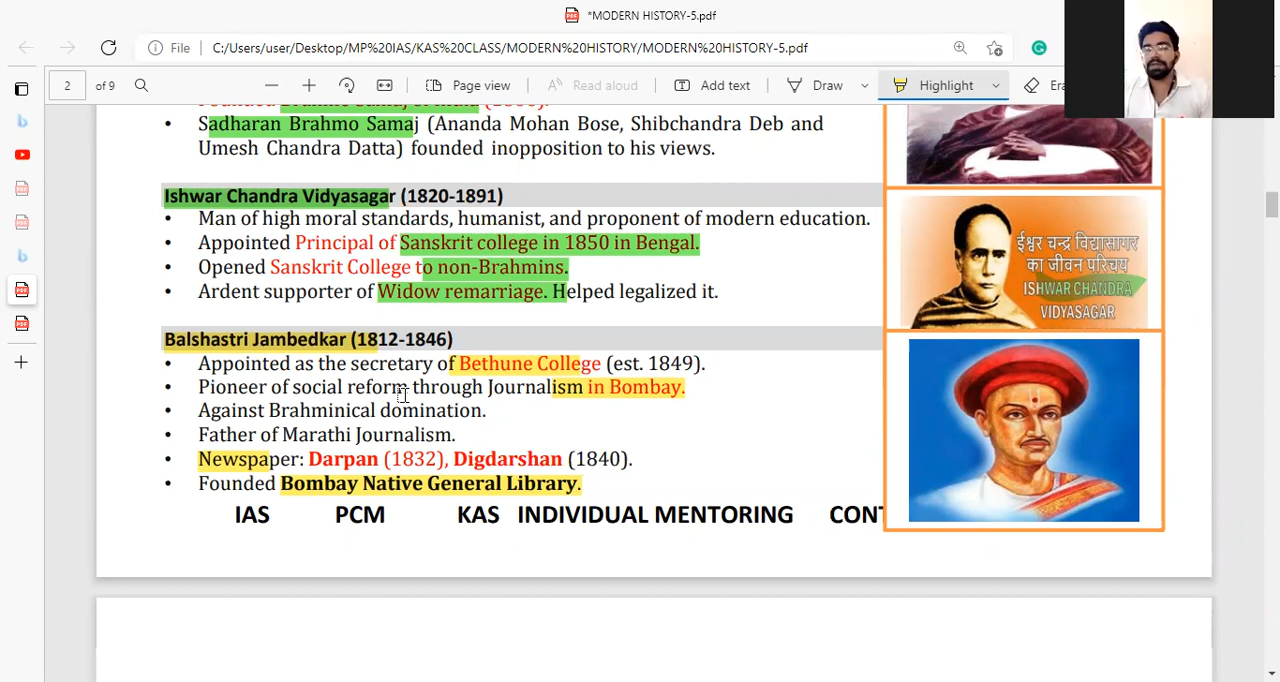 *MODERN HISTORY-5.pdf
File C:/Users/user/Desktop/MP%20IAS/KAS%20CLASS/MODERN%20HISTORY/MODERN%20HISTORY-5.pdf
2 of 9 Page view Read aloud Add text Draw Highlight Era
Founded Brahmo Samaj of India
• Sadharan Brahmo Samaj (Ananda Mohan Bose, Shibchandra Deb and
Umesh Chandra Datta) founded inopposition to his views.
Ishwar Chandra Vidyasagar (1820-1891)
• Man of high moral standards, humanist, and proponent of modern education.
• Appointed Principal of Sanskrit college in 1850 in Bengal.
• Opened Sanskrit College to non-Brahmins.
• Ardent supporter of Widow remarriage. Helped legalized it.
ईश्वर चन्द्र विद्यासागर
का जीवन परिचय
ISHWAR CHANDRA
VIDYASAGAR
Balshastri Jambedkar (1812-1846)
• Appointed as the secretary of Bethune College (est. 1849).
• Pioneer of social reform through Journalism in Bombay.
• Against Brahminical domination.
• Father of Marathi Journalism.
• Newspaper: Darpan (1832), Digdarshan (1840).
• Founded Bombay Native General Library.
IAS PCM KAS INDIVIDUAL MENTORING CONT